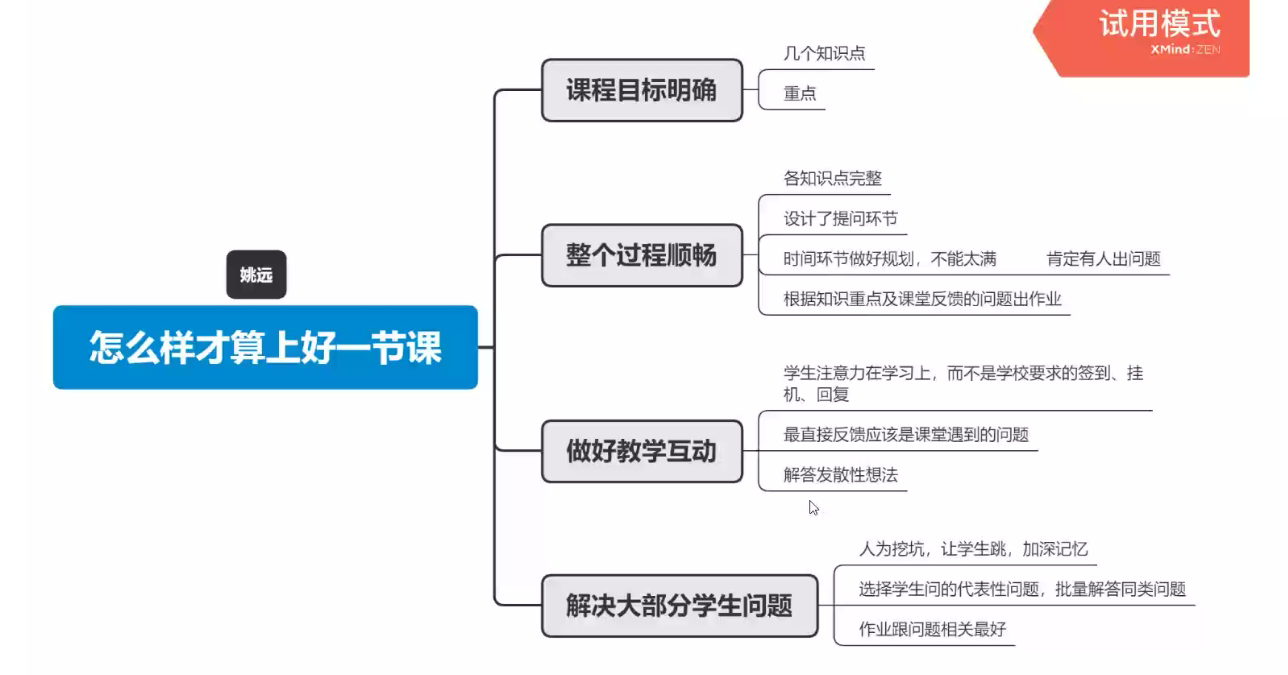 试用模式
XMind:ZEN
姚远
怎么样才算上好一节课
课程目标明确
几个知识点
重点
整个过程顺畅
各知识点完整
设计了提问环节
时间环节做好规划，不能太满 肯定有人出问题
根据知识重点及课堂反馈的问题出作业
做好教学互动
学生注意力在学习上，而不是学校要求的签到、挂
机、回复
最直接反馈应该是课堂遇到的问题
解答发散性想法
解决大部分学生问题
人为挖坑，让学生跳，加深记忆
选择学生问的代表性问题，批量解答同类问题
作业跟问题相关最好